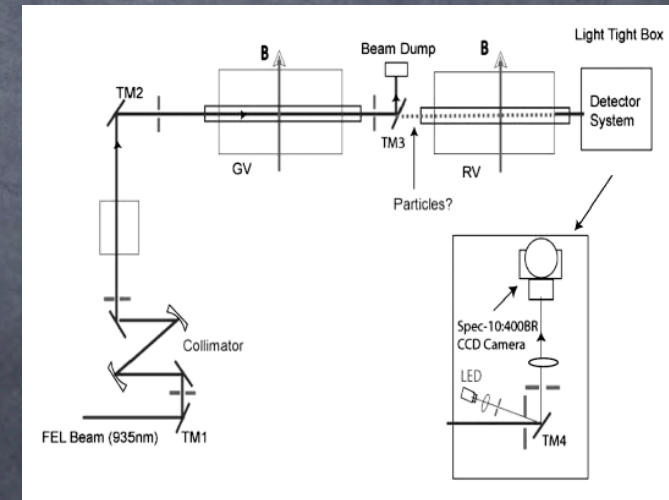 Light Tight Box
Beam Dump
B
B
TM2
Detector
System
TM3
GV
RV
Particles?
Spec-10:400BR
CCD Camera
Collimator
LED
FEL Beam (935nm)
TM1
TM4